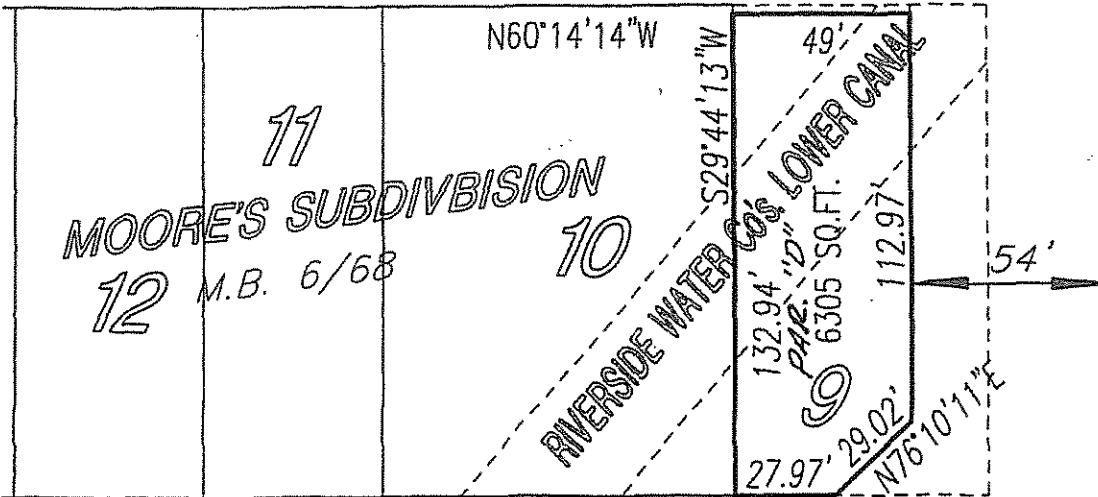 N60°14'14"W
49'
S29°44'13"W
11
MOORE'S SUBDIVBISION
10
12
M.B. 6/68
RIVERSIDE WATER Co's. LOWER CANAL
132.94'
PAR. "D"
6305 SQ.FT.
112.97'
54'
9
27.97'
29.02'
N76°10'11"E